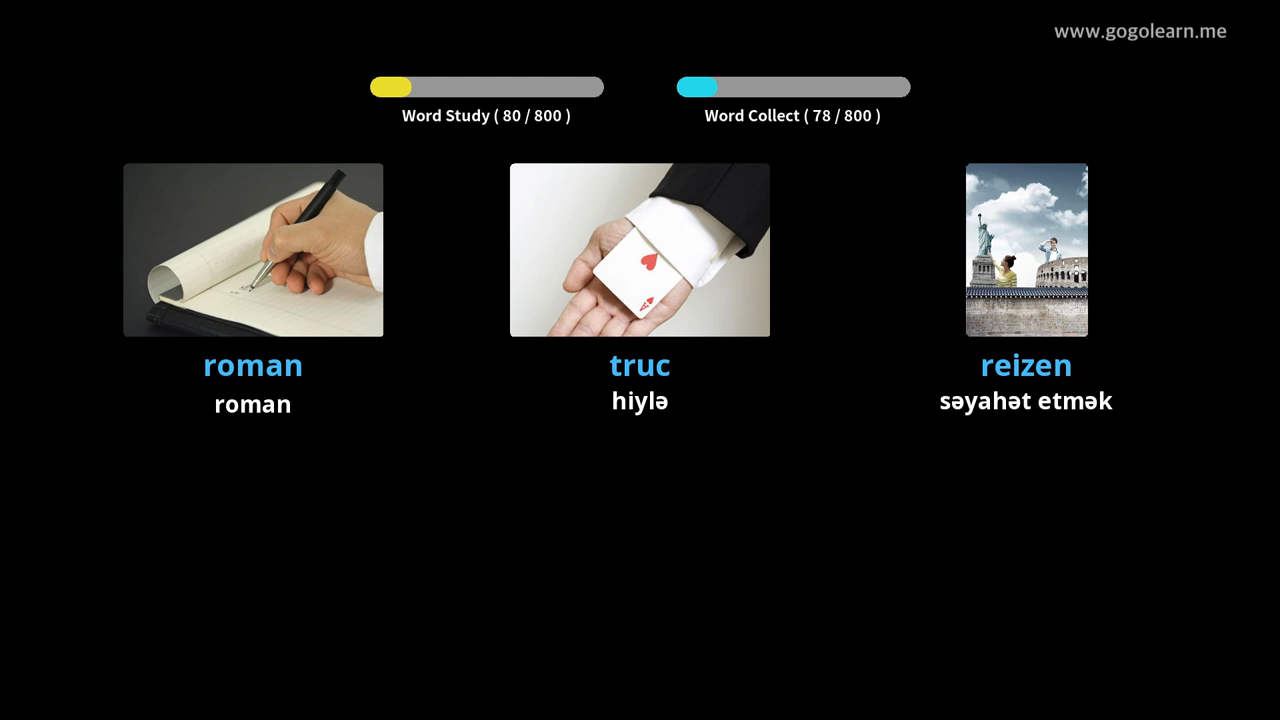 www.gogolearn.me
Word Study ( 80 / 800 )
Word Collect ( 78 / 800 )
roman
roman
truc
hiylə
reizen
səyahət etmək